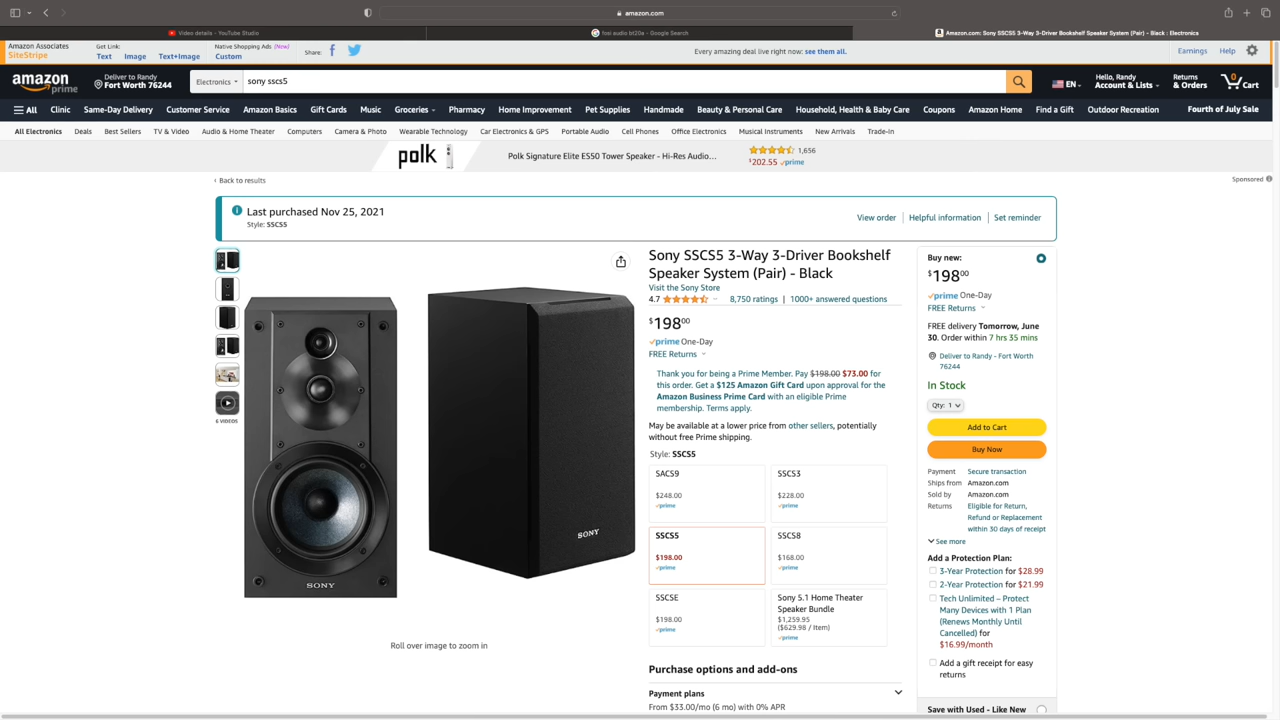 amazon.com
Video details - YouTube Studio
Amazon.com: Sony SSCS5 3-Way 3-Driver Bookshelf Speaker System (Pair) - Black : Electronics
Amazon Associates
SiteStripe
Get Link:
Text Image Text+Image
Native Shopping Ads (New)
Custom
Share:
Every amazing deal live right now: see them all.
Earnings Help
amazon prime
Deliver to Randy
Fort Worth 76244
Electronics
sony sscs5
EN
Hello, Randy
Account & Lists
Returns
& Orders
0
Cart
All Clinic Same-Day Delivery Customer Service Amazon Basics Gift Cards Music Groceries Pharmacy Home Improvement Pet Supplies Handmade Beauty & Personal Care Household, Health & Baby Care Coupons Amazon Home Find a Gift Outdoor Recreation Fourth of July Sale
All Electronics Deals Best Sellers TV & Video Audio & Home Theater Computers Camera & Photo Wearable Technology Car Electronics & GPS Portable Audio Cell Phones Office Electronics Musical Instruments New Arrivals Trade-In
polk
Polk Signature Elite ES50 Tower Speaker - Hi-Res Audio...
1,656
$202.55 prime
Sponsored
‹ Back to results
Last purchased Nov 25, 2021
Style: SSCS5
View order | Helpful information | Set reminder
6 VIDEOS
SONY
SONY
Roll over image to zoom in
Sony SSCS5 3-Way 3-Driver Bookshelf
Speaker System (Pair) - Black
Visit the Sony Store
4.7 8,750 ratings | 1000+ answered questions
$198.00
prime One-Day
FREE Returns
Thank you for being a Prime Member. Pay $198.00 $73.00 for
this order. Get a $125 Amazon Gift Card upon approval for the
Amazon Business Prime Card with an eligible Prime
membership. Terms apply.
May be available at a lower price from other sellers, potentially
without free Prime shipping.
Style: SSCS5
SACS9
$248.00
prime
SSCS3
$228.00
prime
SSCS5
$198.00
prime
SSCS8
$168.00
prime
SSCSE
$198.00
prime
Sony 5.1 Home Theater
Speaker Bundle
$1,259.95
($629.98 / Item)
prime
Purchase options and add-ons
Payment plans
From $33.00/mo (6 mo) with 0% APR
Buy new:
$198.00
prime One-Day
FREE Returns
FREE delivery Tomorrow, June
30. Order within 7 hrs 35 mins
Deliver to Randy - Fort Worth
76244
In Stock
Qty: 1
Add to Cart
Buy Now
Payment Secure transaction
Ships from Amazon.com
Sold by Amazon.com
Returns Eligible for Return,
Refund or Replacement
within 30 days of receipt
See more
Add a Protection Plan:
3-Year Protection for $28.99
2-Year Protection for $21.99
Tech Unlimited – Protect
Many Devices with 1 Plan
(Renews Monthly Until
Cancelled) for
$16.99/month
Add a gift receipt for easy
returns
Save with Used - Like New